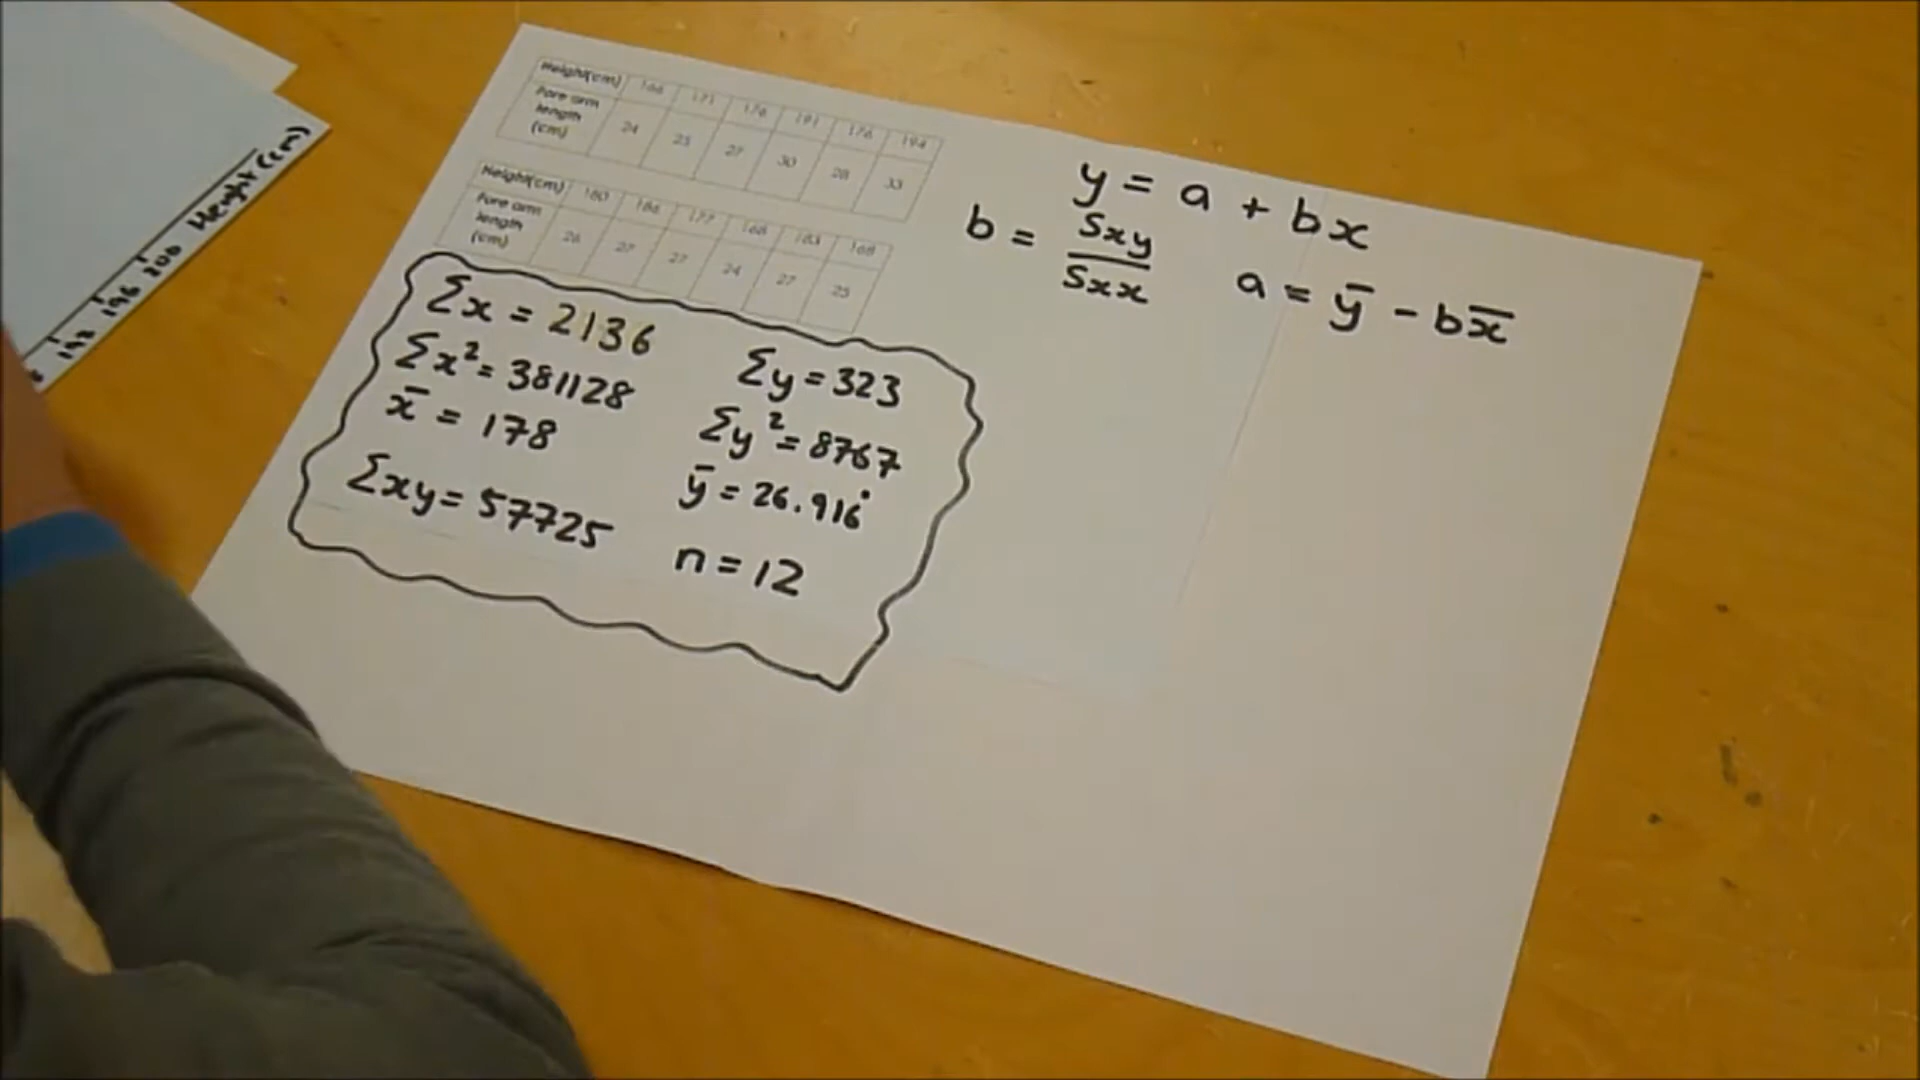 Height(cm) 166 171 176 191 176 194
Fore arm length (cm) 24 25 27 30 28 33
Height(cm) 180 186 177 168 183 168
Fore arm length (cm) 26 27 27 24 27 25
y = a + bx
b = Sxy / Sxx
a = ȳ - bx̄
Σx = 2136
Σx² = 381128
x̄ = 178
Σxy = 57725
Σy = 323
Σy² = 8767
ȳ = 26.916̇
n = 12
192 196 200 Height (cm)